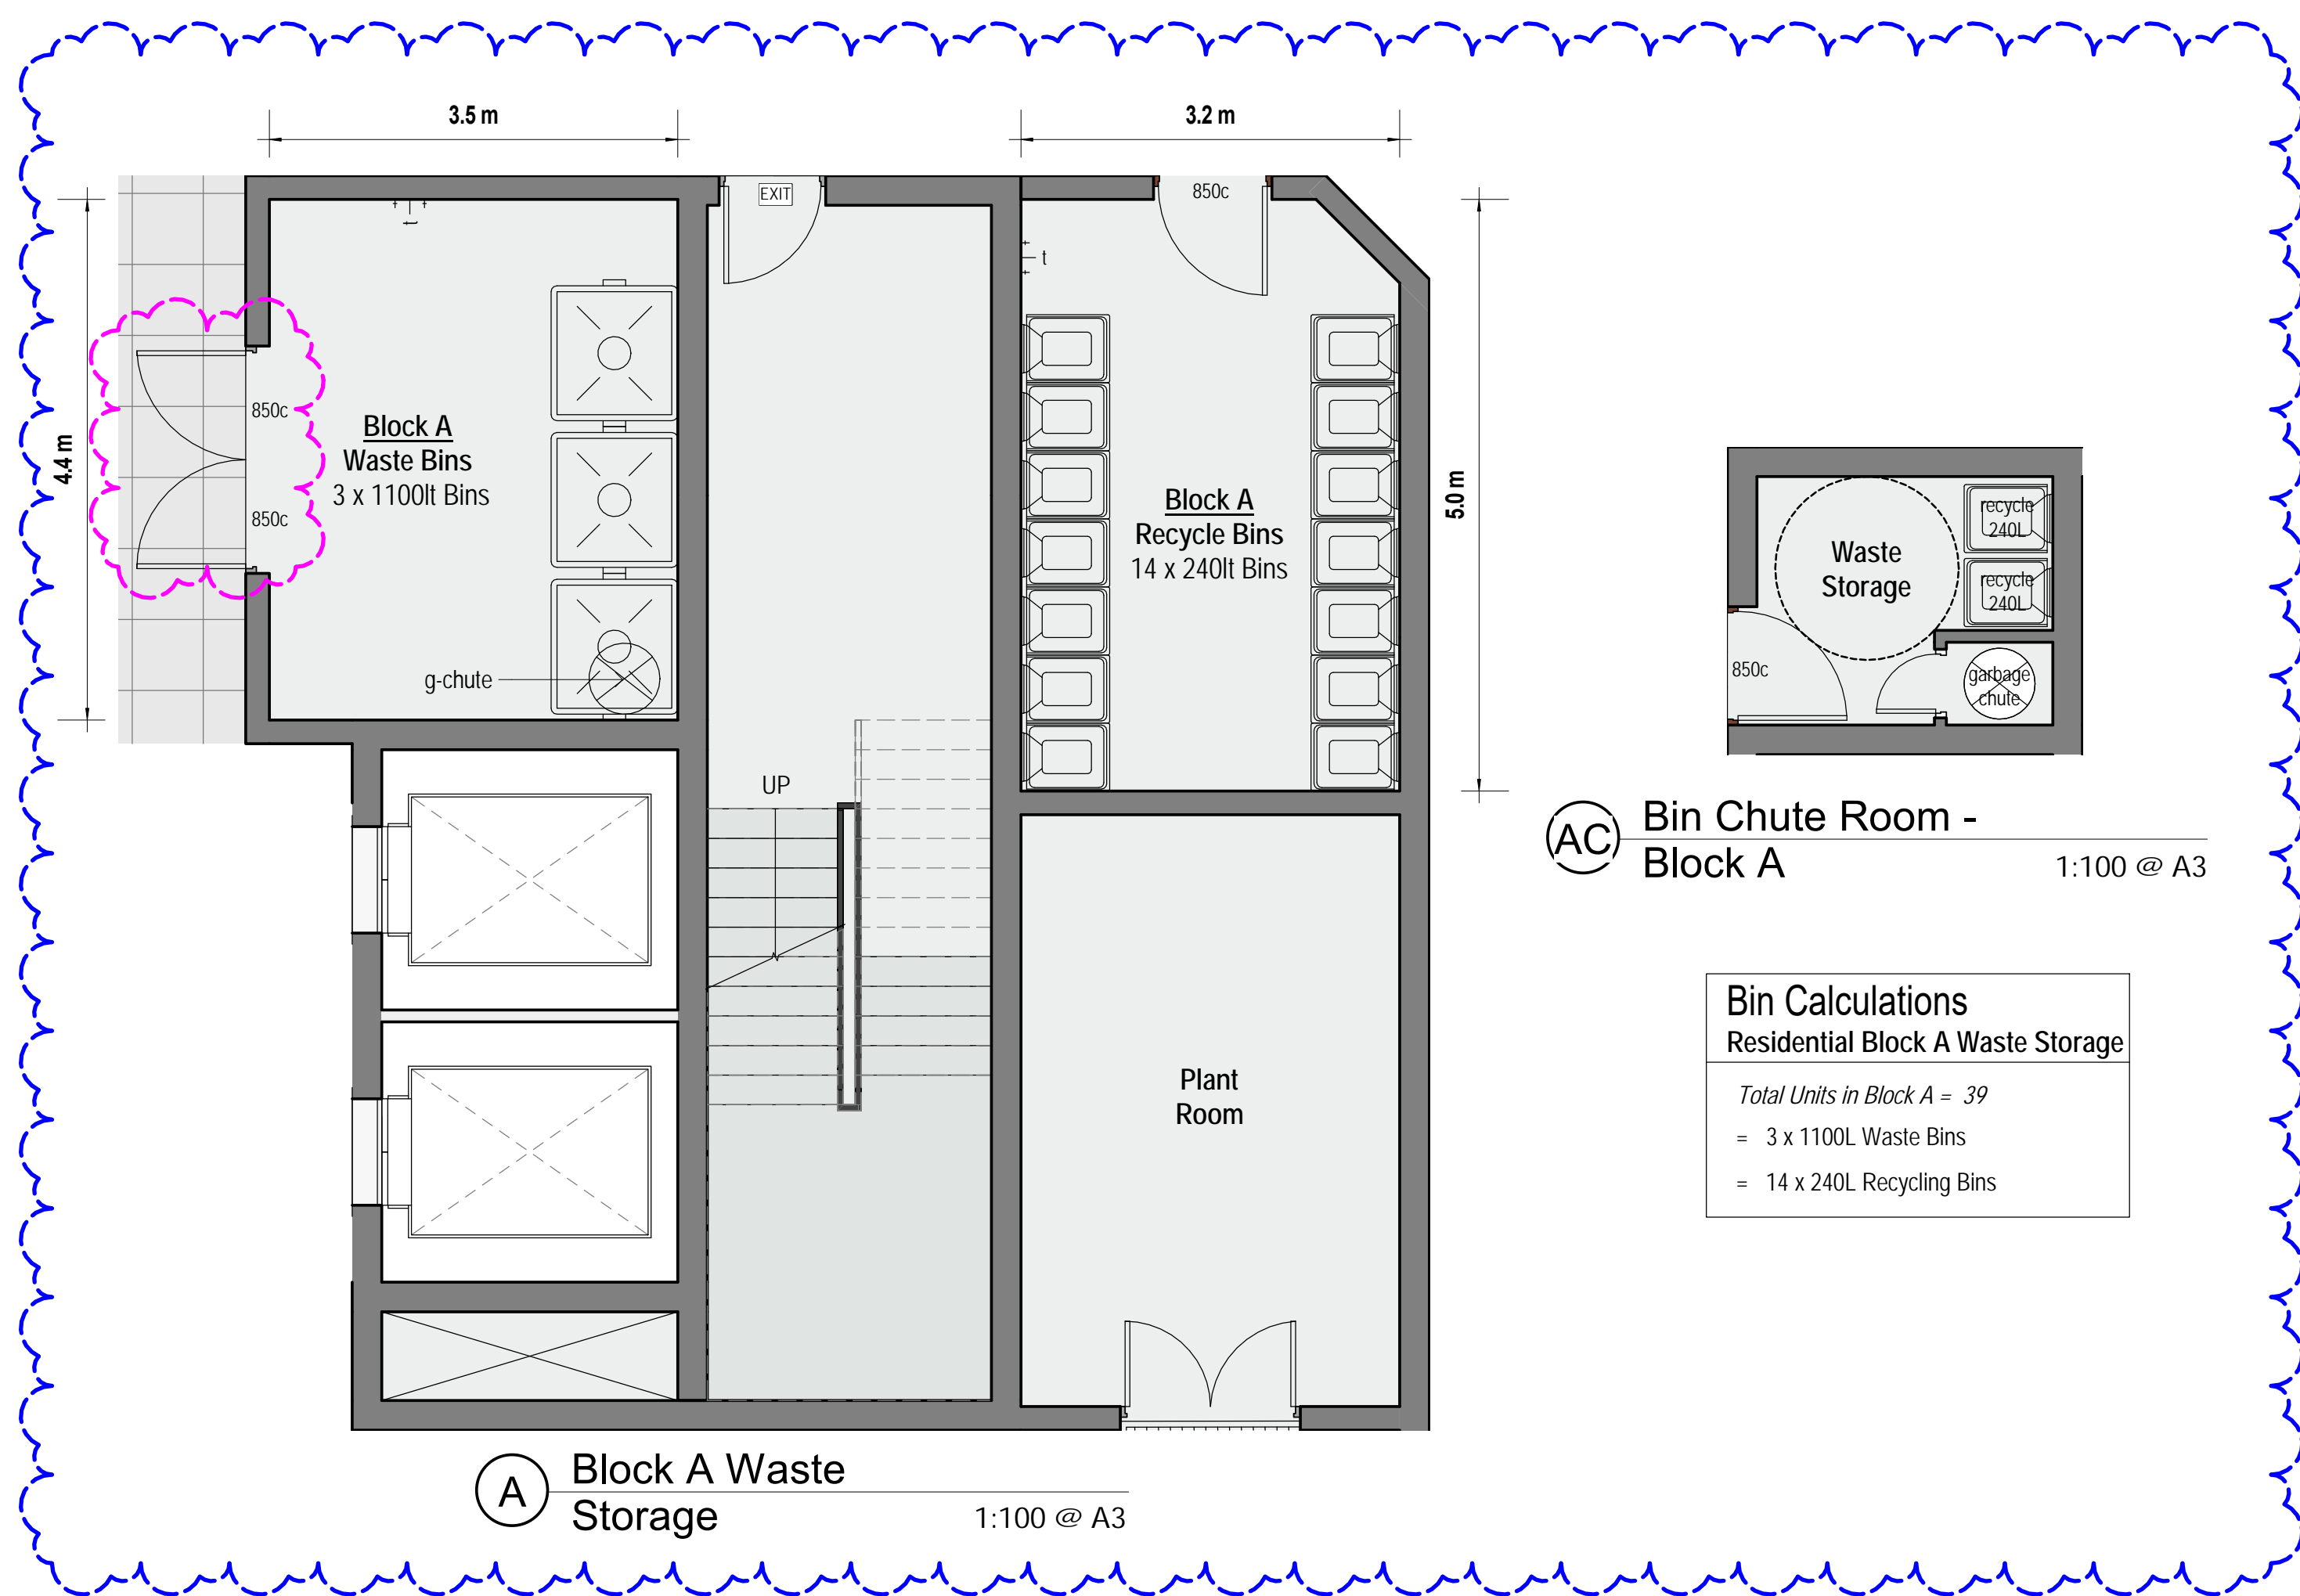 3.5 m
3.2 m
EXIT
850c
t
t
850c
4.4 m
Block A
Waste Bins
3 x 1100lt Bins
850c
g-chute
5.0 m
Block A
Recycle Bins
14 x 240lt Bins
UP
Plant
Room
recycle
240L
Waste
Storage
recycle
240L
850c
garbage
chute
AC
Bin Chute Room -
Block A
1:100 @ A3
Bin Calculations
Residential Block A Waste Storage
Total Units in Block A = 39
= 3 x 1100L Waste Bins
= 14 x 240L Recycling Bins
A
Block A Waste
Storage
1:100 @ A3